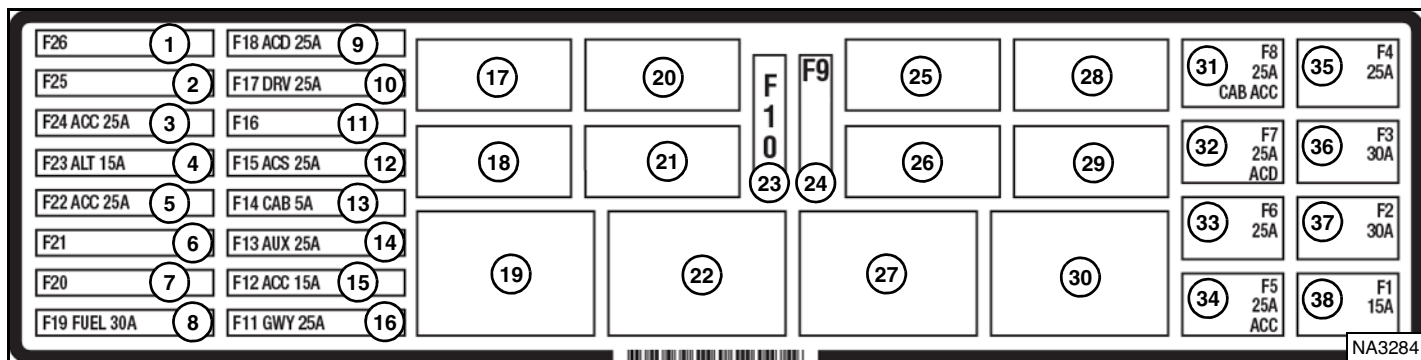 F26 1
F25 2
F24 ACC 25A 3
F23 ALT 15A 4
F22 ACC 25A 5
F21 6
F20 7
F19 FUEL 30A 8
F18 ACD 25A 9
F17 DRV 25A 10
F16 11
F15 ACS 25A 12
F14 CAB 5A 13
F13 AUX 25A 14
F12 ACC 15A 15
F11 GWY 25A 16
17
18
19
20
21
22
F10 23
F9 24
25
26
27
28
29
30
31 F8
25A
CAB ACC
32 F7
25A
ACD
33 F6
25A
34 F5
25A
ACC
35 F4
25A
36 F3
30A
37 F2
30A
38 F1
15A
NA3284